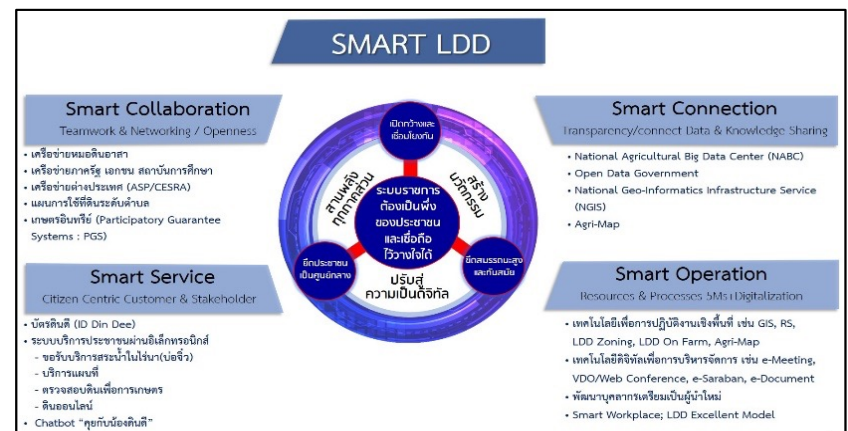 SMART LDD
Smart Collaboration
Teamwork & Networking / Openness
• เครือข่ายหมอดินอาสา
• เครือข่ายภาครัฐ เอกชน สถาบันการศึกษา
• เครือข่ายต่างประเทศ (ASP/CESRA)
• แผนการใช้ที่ดินระดับตำบล
• เกษตรอินทรีย์ (Participatory Guarantee
Systems : PGS)
Smart Connection
Transparency/connect Data & Knowledge Sharing
• National Agricultural Big Data Center (NABC)
• Open Data Government
• National Geo-Informatics Infrastructure Service
(NGIS)
• Agri-Map
เปิดกว้างและ
เชื่อมโยงกัน
สานพลัง
ทุกภาคส่วน
สร้าง
นวัตกรรม
ระบบราชการ
ต้องเป็นพึ่ง
ของประชาชน
และเชื่อถือ
ไว้วางใจได้
ยึดประชาชน
เป็นศูนย์กลาง
ขีดสมรรถนะสูง
และทันสมัย
ปรับสู่
ความเป็นดิจิทัล
Smart Service
Citizen Centric Customer & Stakeholder
• บัตรดินดี (ID Din Dee)
• ระบบบริการประชาชนผ่านอิเล็กทรอนิกส์
- ขอรับบริการสระน้ำในไร่นา(บ่อจิ๋ว)
- บริการแผนที่
- ตรวจสอบดินเพื่อการเกษตร
- ดินออนไลน์
• Chatbot “คุยกับน้องดินดี”
Smart Operation
Resources & Processes 5Ms+Digitalization
• เทคโนโลยีเพื่อการปฏิบัติงานเชิงพื้นที่ เช่น GIS, RS,
LDD Zoning, LDD On Farm, Agri-Map
• เทคโนโลยีดิจิทัลเพื่อการบริหารจัดการ เช่น e-Meeting,
VDO/Web Conference, e-Saraban, e-Document
• พัฒนาบุคลากรเตรียมเป็นผู้นำใหม่
• Smart Workplace; LDD Excellent Model